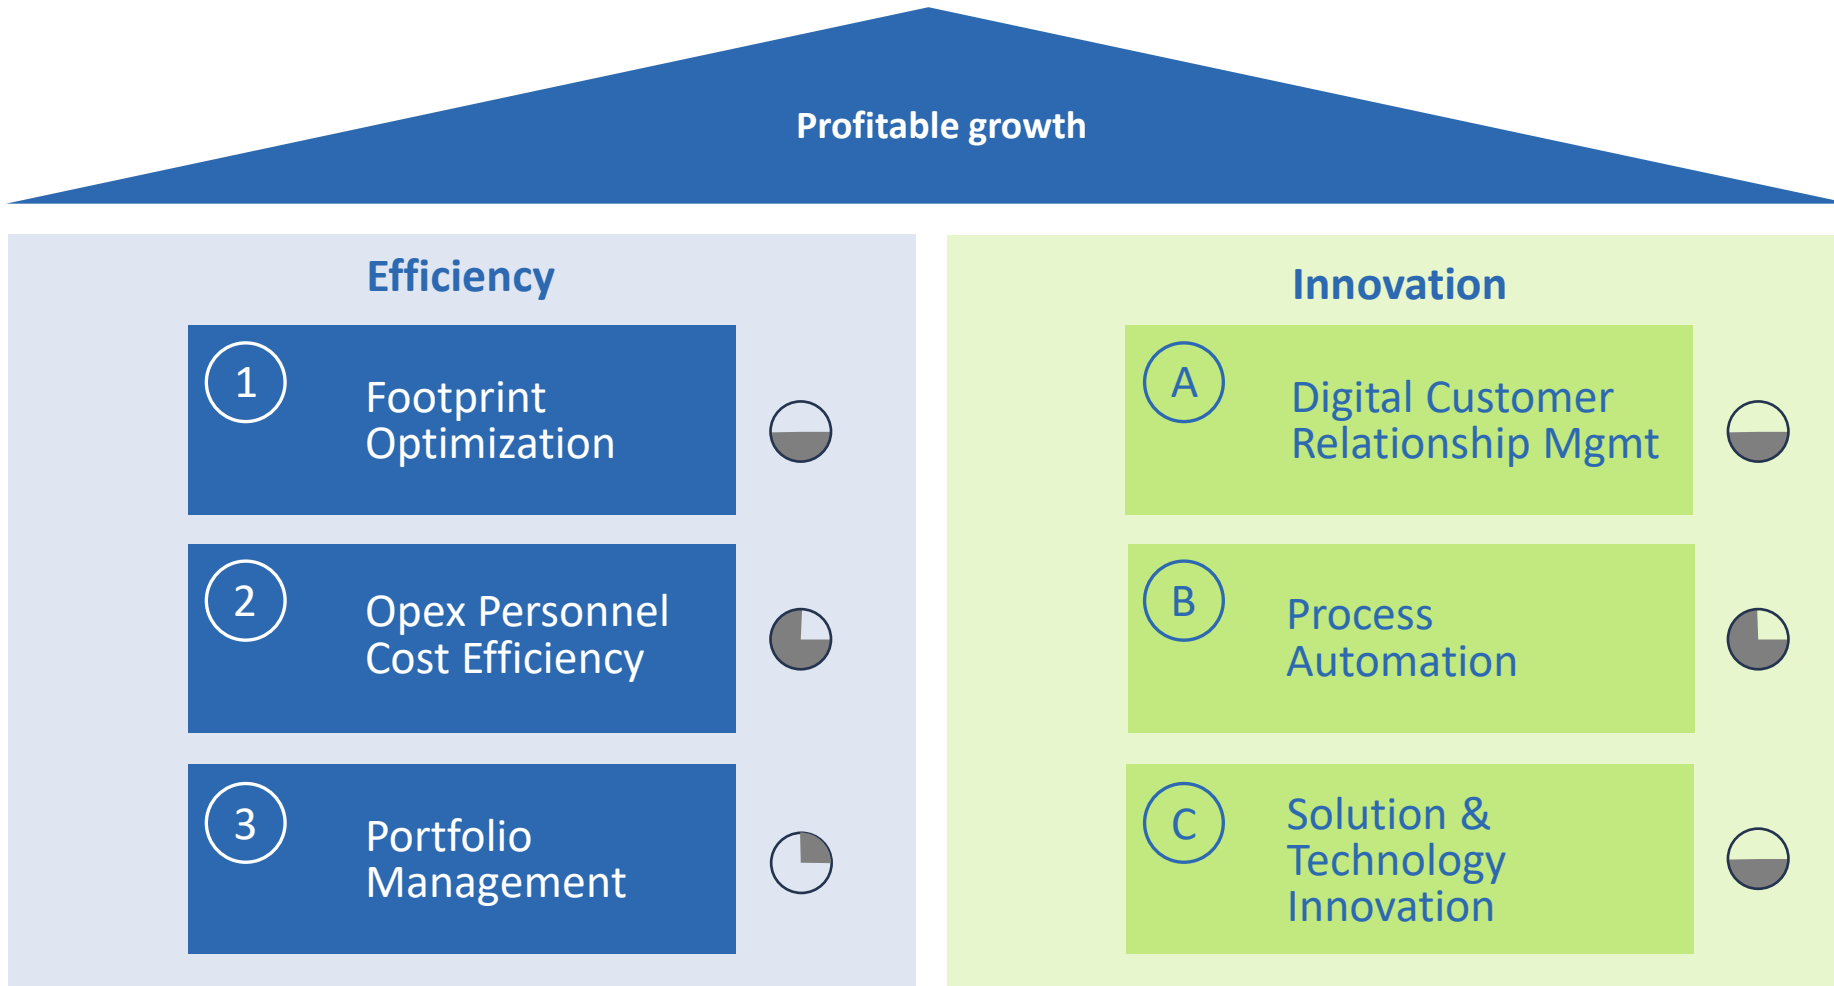 Profitable growth
Efficiency
1
Footprint
Optimization
2
Opex Personnel
Cost Efficiency
3
Portfolio
Management
Innovation
A
Digital Customer
Relationship Mgmt
B
Process
Automation
C
Solution &
Technology
Innovation